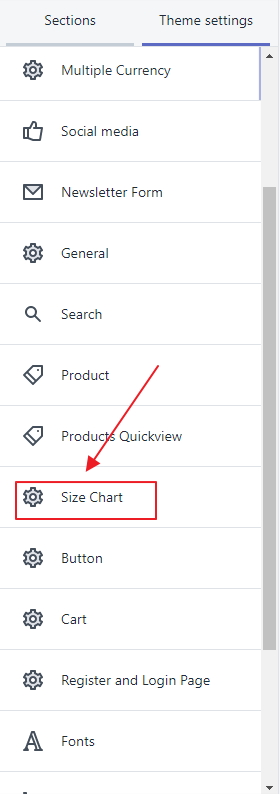 Sections
Theme settings
Multiple Currency
Social media
Newsletter Form
General
Search
Product
Products Quickview
Size Chart
Button
Cart
Register and Login Page
Fonts